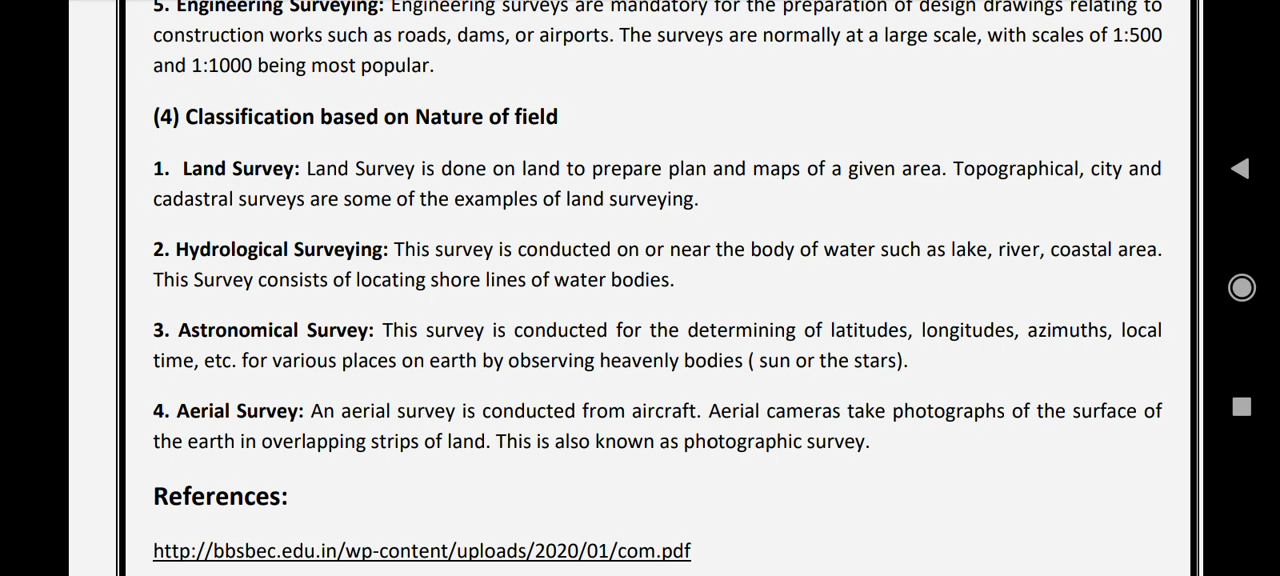 5. Engineering Surveying: Engineering surveys are mandatory for the preparation of design drawings relating to
construction works such as roads, dams, or airports. The surveys are normally at a large scale, with scales of 1:500
and 1:1000 being most popular.
(4) Classification based on Nature of field
1. Land Survey: Land Survey is done on land to prepare plan and maps of a given area. Topographical, city and
cadastral surveys are some of the examples of land surveying.
2. Hydrological Surveying: This survey is conducted on or near the body of water such as lake, river, coastal area.
This Survey consists of locating shore lines of water bodies.
3. Astronomical Survey: This survey is conducted for the determining of latitudes, longitudes, azimuths, local
time, etc. for various places on earth by observing heavenly bodies ( sun or the stars).
4. Aerial Survey: An aerial survey is conducted from aircraft. Aerial cameras take photographs of the surface of
the earth in overlapping strips of land. This is also known as photographic survey.
References:
http://bbsbec.edu.in/wp-content/uploads/2020/01/com.pdf